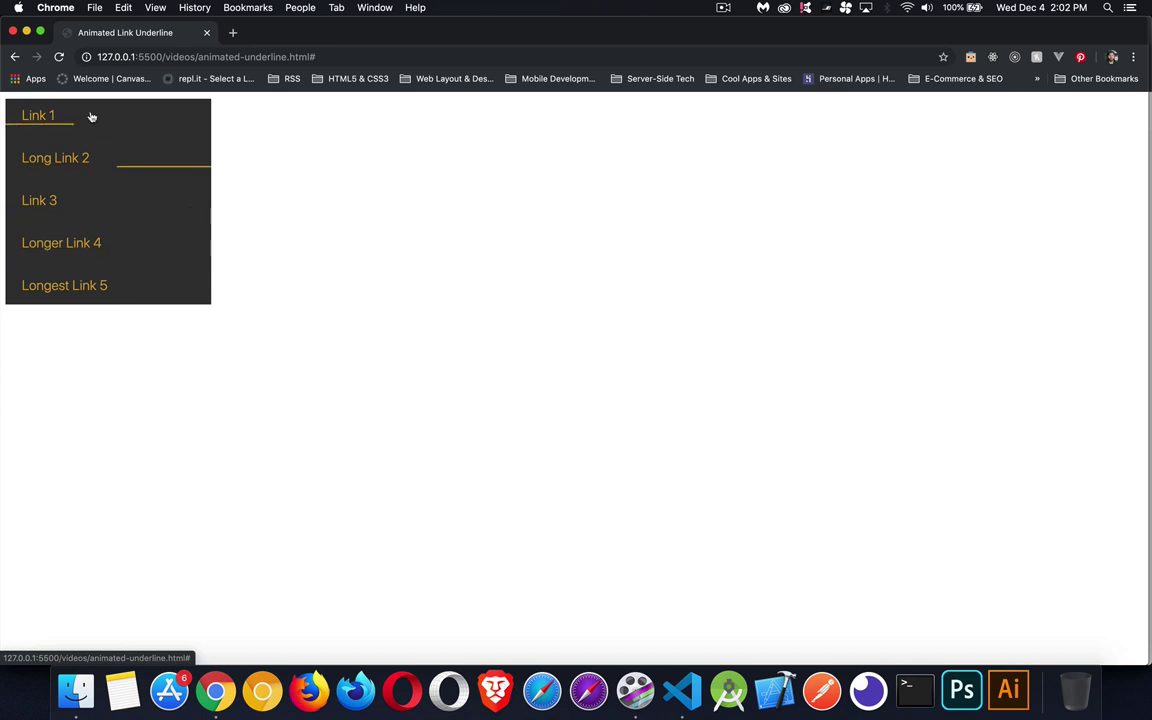 Chrome File Edit View History Bookmarks People Tab Window Help 100% Wed Dec 4 2:02 PM
Animated Link Underline
127.0.0.1:5500/videos/animated-underline.html#
Apps Welcome | Canvas... repl.it - Select a L... RSS HTML5 & CSS3 Web Layout & Des... Mobile Developm... Server-Side Tech Cool Apps & Sites Personal Apps | H... E-Commerce & SEO » Other Bookmarks
Link 1
Long Link 2
Link 3
Longer Link 4
Longest Link 5
127.0.0.1:5500/videos/animated-underline.html#
6
>_
Ps
Ai